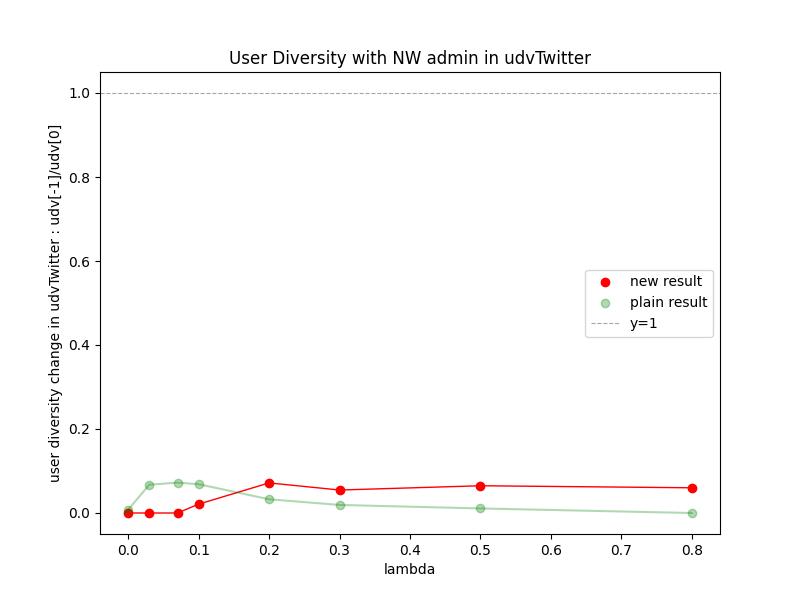 User Diversity with NW admin in udvTwitter
user diversity change in udvTwitter : udv[-1]/udv[0]
1.0
0.8
0.6
0.4
0.2
0.0
new result
plain result
y=1
0.0 0.1 0.2 0.3 0.4 0.5 0.6 0.7 0.8
lambda